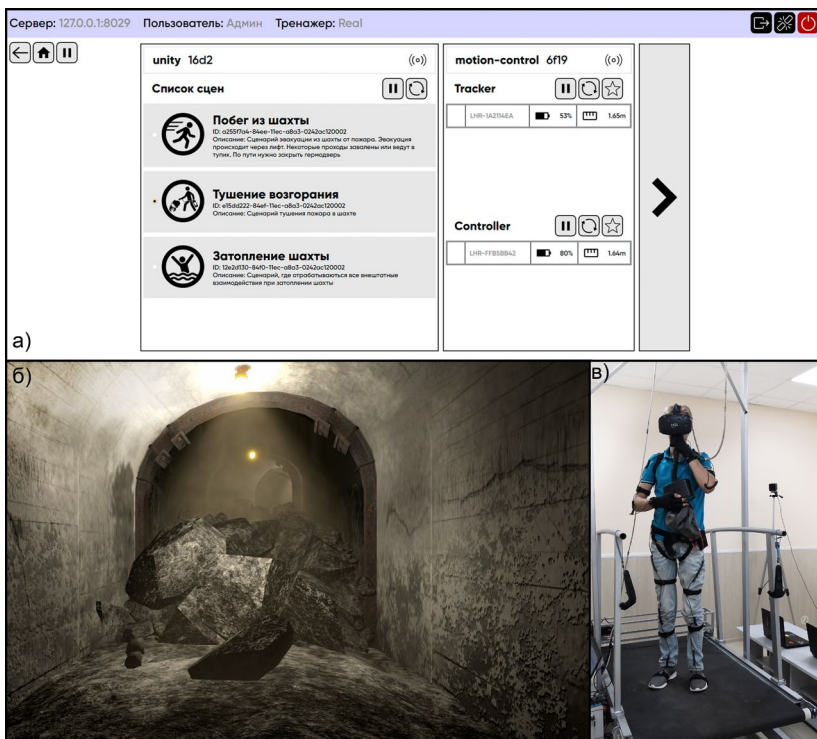 Сервер: 127.0.0.1:8029 Пользователь: Админ Тренажер: Real
unity 16d2
Список сцен
Побег из шахты
ID: a255f7a4-84ee-11ec-a8a3-0242ac120002
Описание: Сценарий эвакуации из шахты от пожара. Эвакуация
происходит через лифт. Некоторые проходы завалены или ведут в
тупик. По пути нужно закрыть гермодверь
Тушение возгорания
ID: e15dd222-84ef-11ec-a8a3-0242ac120002
Описание: Сценарий тушения пожара в шахте
Затопление шахты
ID: 12e2d130-84f0-11ec-a8a3-0242ac120002
Описание: Сценарий, где отрабатываються все внештатные
взаимодействия при затоплении шахты
motion-control 6f19
Tracker
LHR-1A2114EA 53% 1.65m
Controller
LHR-FFB5BB42 80% 1.64m
а)
б)
в)